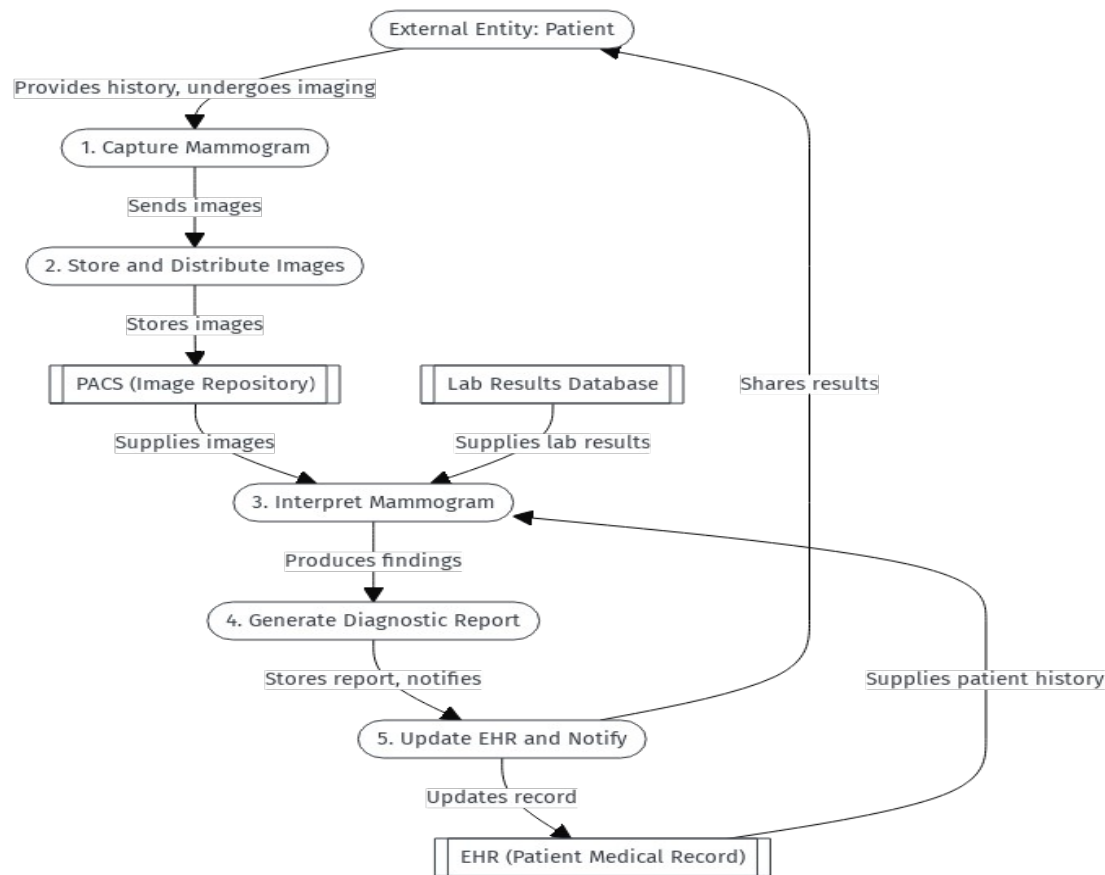 External Entity: Patient
Provides history, undergoes imaging
1. Capture Mammogram
Sends images
2. Store and Distribute Images
Stores images
PACS (Image Repository)
Lab Results Database
Shares results
Supplies images
Supplies lab results
3. Interpret Mammogram
Produces findings
4. Generate Diagnostic Report
Stores report, notifies
Supplies patient history
5. Update EHR and Notify
Updates record
EHR (Patient Medical Record)